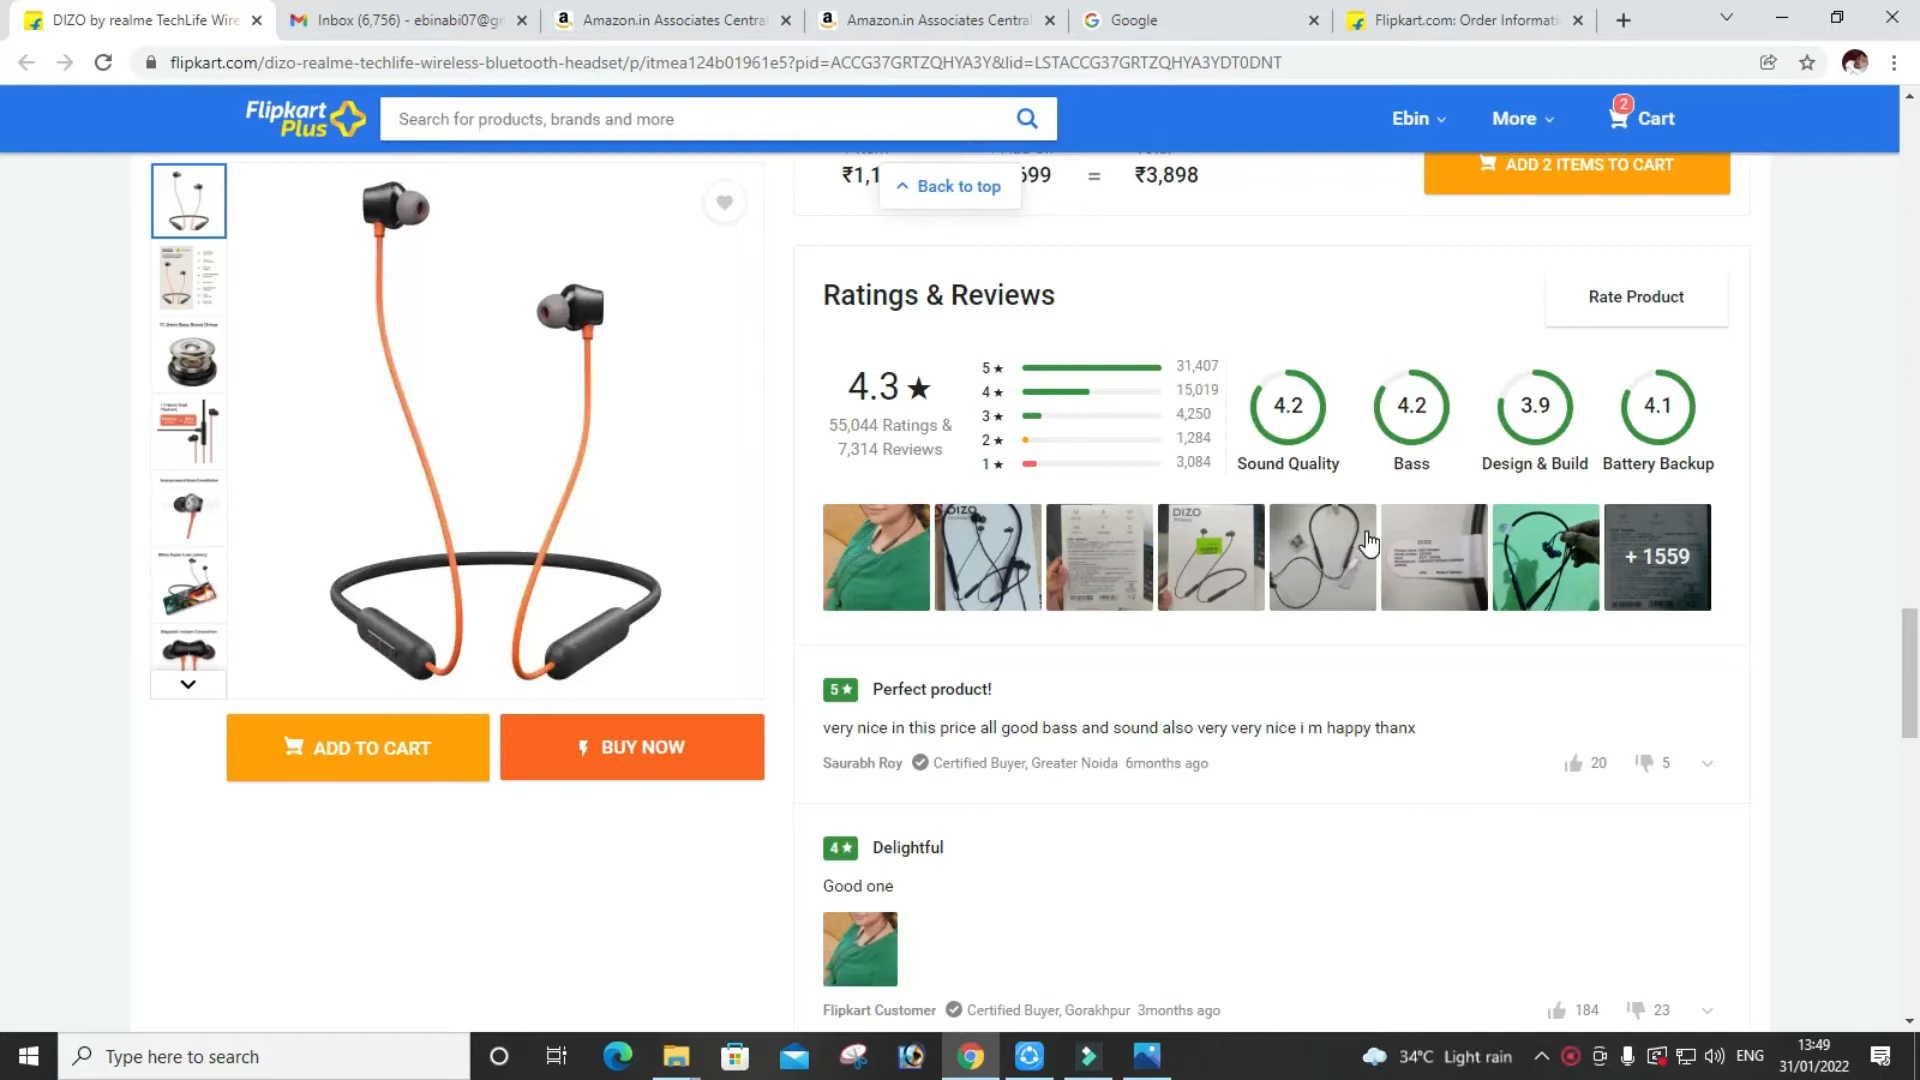 DIZO by realme TechLife Wire
Inbox (6,756) - ebinabi07@g
Amazon.in Associates Central
Amazon.in Associates Central
Google
Flipkart.com: Order Informati
flipkart.com/dizo-realme-techlife-wireless-bluetooth-headset/p/itmea124b01961e5?pid=ACCG37GRTZQHYA3Y&lid=LSTACCG37GRTZQHYA3YDT0DNT
Flipkart
Plus
Search for products, brands and more
Ebin
More
2
Cart
₹1,1
Back to top
699
=
₹3,898
ADD 2 ITEMS TO CART
Ratings & Reviews
Rate Product
4.3★
55,044 Ratings &
7,314 Reviews
5★ 31,407
4★ 15,019
3★ 4,250
2★ 1,284
1★ 3,084
4.2
Sound Quality
4.2
Bass
3.9
Design & Build
4.1
Battery Backup
DIZO
DIZO
DIZO
+ 1559
5★ Perfect product!
very nice in this price all good bass and sound also very very nice i m happy thanx
Saurabh Roy Certified Buyer, Greater Noida 6months ago
20
5
4★ Delightful
Good one
Flipkart Customer Certified Buyer, Gorakhpur 3months ago
184
23
ADD TO CART
BUY NOW
Type here to search
34°C Light rain
ENG
13:49
31/01/2022